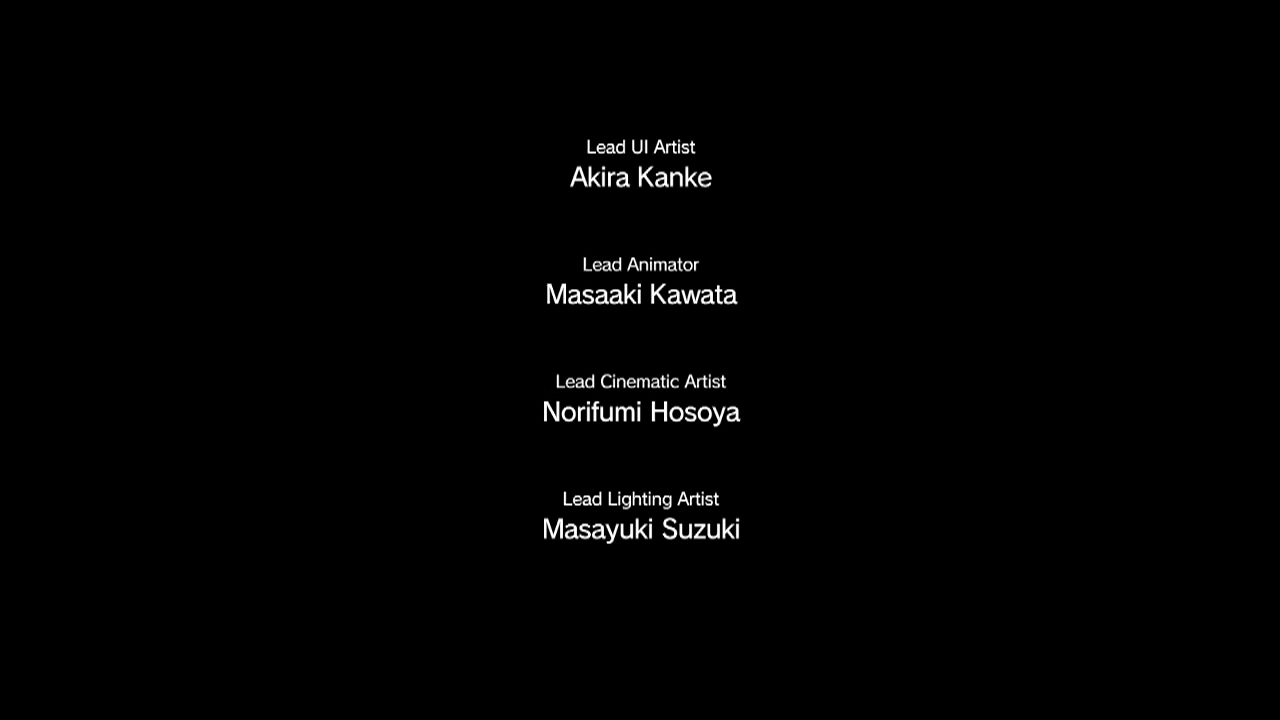 Lead UI Artist
Akira Kanke
Lead Animator
Masaaki Kawata
Lead Cinematic Artist
Norifumi Hosoya
Lead Lighting Artist
Masayuki Suzuki